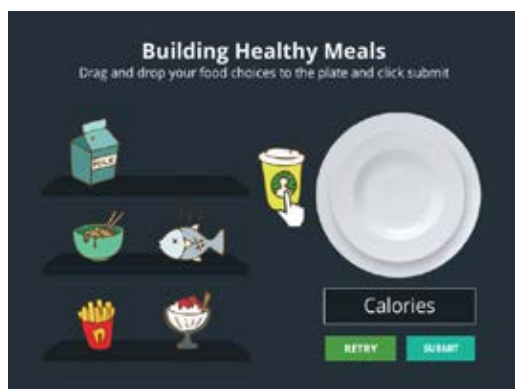 Building Healthy Meals
Drag and drop your food choices to the plate and click submit
MILK
Calories
RETRY
SUBMIT